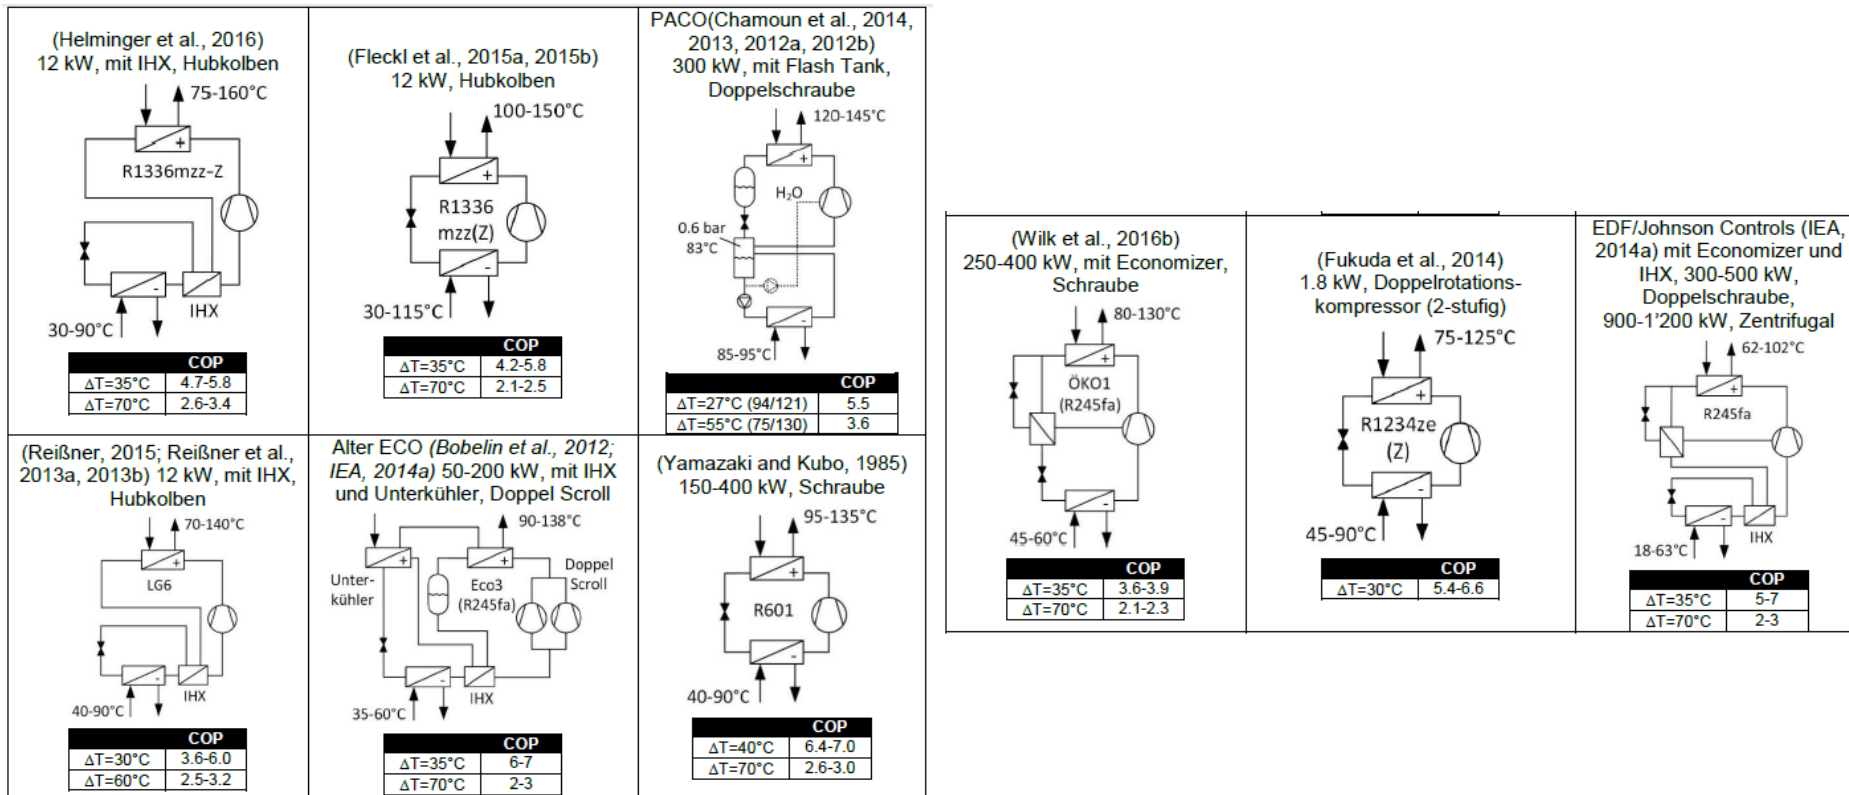 (Helminger et al., 2016)
12 kW, mit IHX, Hubkolben
75-160°C
- +
R1336mzz-Z
-
IHX
30-90°C
COP
ΔT=35°C 4.7-5.8
ΔT=70°C 2.6-3.4
(Fleckl et al., 2015a, 2015b)
12 kW, Hubkolben
100-150°C
+
R1336
mzz(Z)
-
30-115°C
COP
ΔT=35°C 4.2-5.8
ΔT=70°C 2.1-2.5
PACO(Chamoun et al., 2014,
2013, 2012a, 2012b)
300 kW, mit Flash Tank,
Doppelschraube
120-145°C
+
H₂O
0.6 bar
83°C
-
85-95°C
COP
ΔT=27°C (94/121) 5.5
ΔT=55°C (75/130) 3.6
(Reißner, 2015; Reißner et al.,
2013a, 2013b) 12 kW, mit IHX,
Hubkolben
70-140°C
+
LG6
-
IHX
40-90°C
COP
ΔT=30°C 3.6-6.0
ΔT=60°C 2.5-3.2
Alter ECO (Bobelin et al., 2012;
IEA, 2014a) 50-200 kW, mit IHX
und Unterkühler, Doppel Scroll
90-138°C
+
+
Unter-
kühler
Eco3
(R245fa)
Doppel
Scroll
-
IHX
35-60°C
COP
ΔT=35°C 6-7
ΔT=70°C 2-3
(Yamazaki and Kubo, 1985)
150-400 kW, Schraube
95-135°C
+
R601
-
40-90°C
COP
ΔT=40°C 6.4-7.0
ΔT=70°C 2.6-3.0
(Wilk et al., 2016b)
250-400 kW, mit Economizer,
Schraube
80-130°C
+
ÖKO1
(R245fa)
-
45-60°C
COP
ΔT=35°C 3.6-3.9
ΔT=70°C 2.1-2.3
(Fukuda et al., 2014)
1.8 kW, Doppelrotations-
kompressor (2-stufig)
75-125°C
+
R1234ze
(Z)
-
45-90°C
COP
ΔT=30°C 5.4-6.6
EDF/Johnson Controls (IEA,
2014a) mit Economizer und
IHX, 300-500 kW,
Doppelschraube,
900-1'200 kW, Zentrifugal
62-102°C
+
R245fa
-
IHX
18-63°C
COP
ΔT=35°C 5-7
ΔT=70°C 2-3